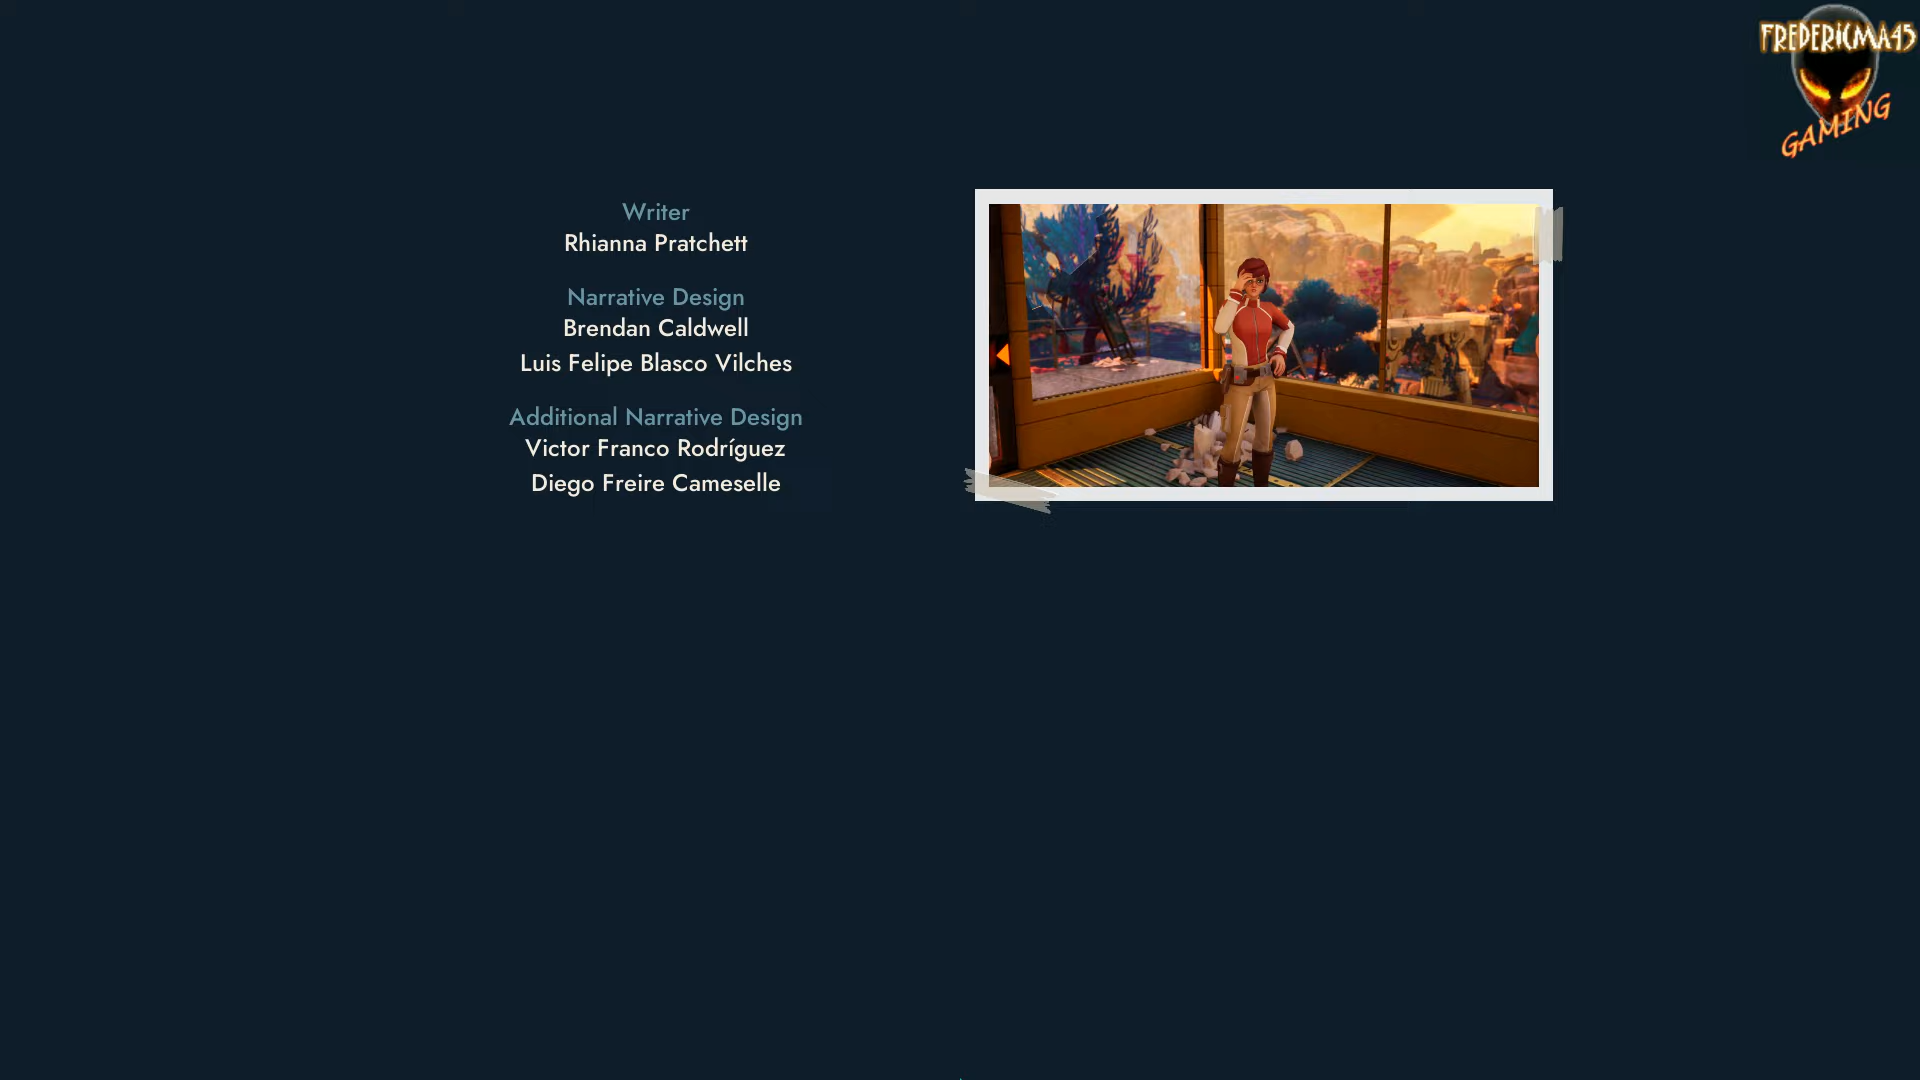 FREDERICMA45
GAMING
Writer
Rhianna Pratchett
Narrative Design
Brendan Caldwell
Luis Felipe Blasco Vilches
Additional Narrative Design
Victor Franco Rodríguez
Diego Freire Cameselle